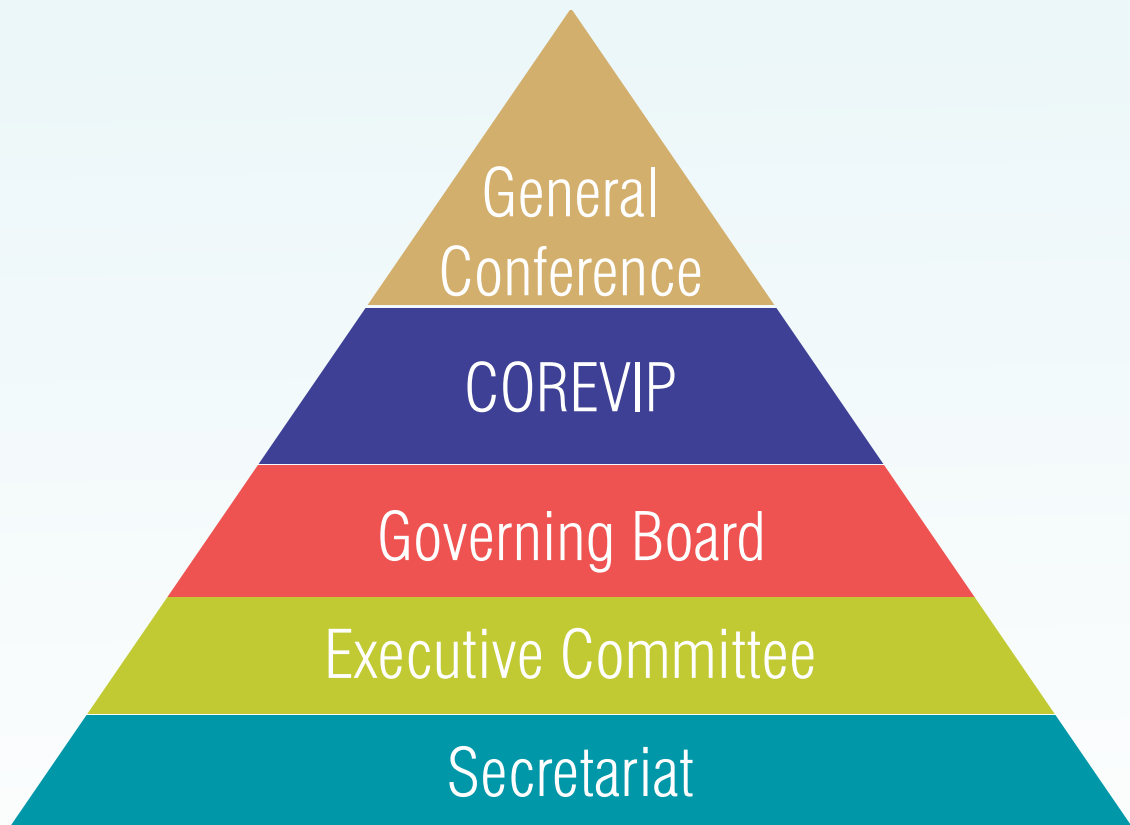 General
Conference
COREVIP
Governing Board
Executive Committee
Secretariat